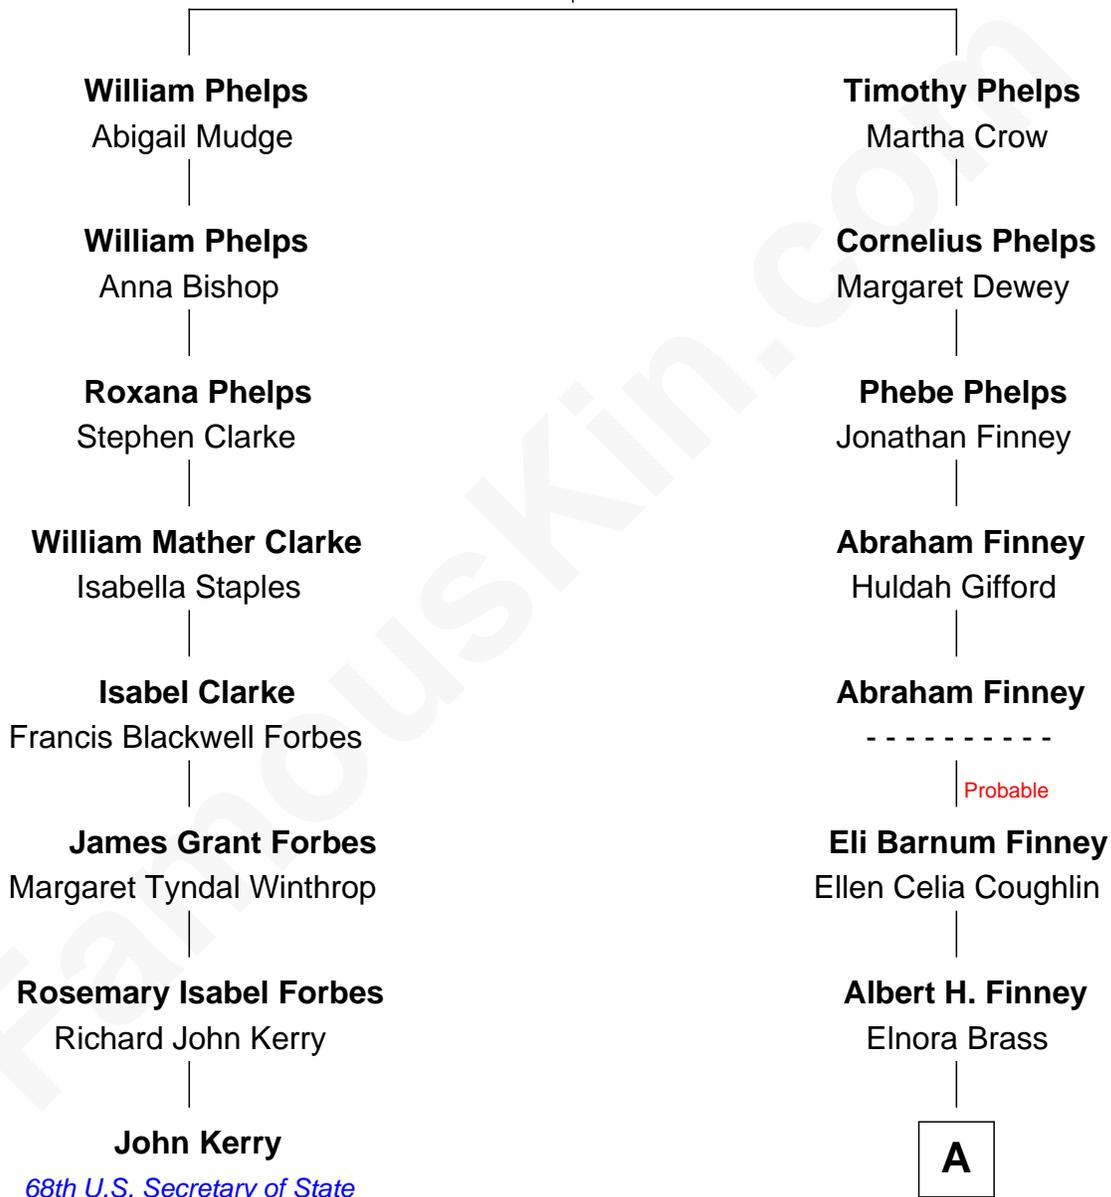 William Phelps
Abigail Mudge
Timothy Phelps
Martha Crow
William Phelps
Anna Bishop
Cornelius Phelps
Margaret Dewey
Roxana Phelps
Stephen Clarke
Phebe Phelps
Jonathan Finney
William Mather Clarke
Isabella Staples
Abraham Finney
Huldah Gifford
Isabel Clarke
Francis Blackwell Forbes
Abraham Finney
- - - - - - - - - -
Probable
James Grant Forbes
Margaret Tyndal Winthrop
Eli Barnum Finney
Ellen Celia Coughlin
Rosemary Isabel Forbes
Richard John Kerry
Albert H. Finney
Elnora Brass
John Kerry
68th U.S. Secretary of State
A
FamousKin.com